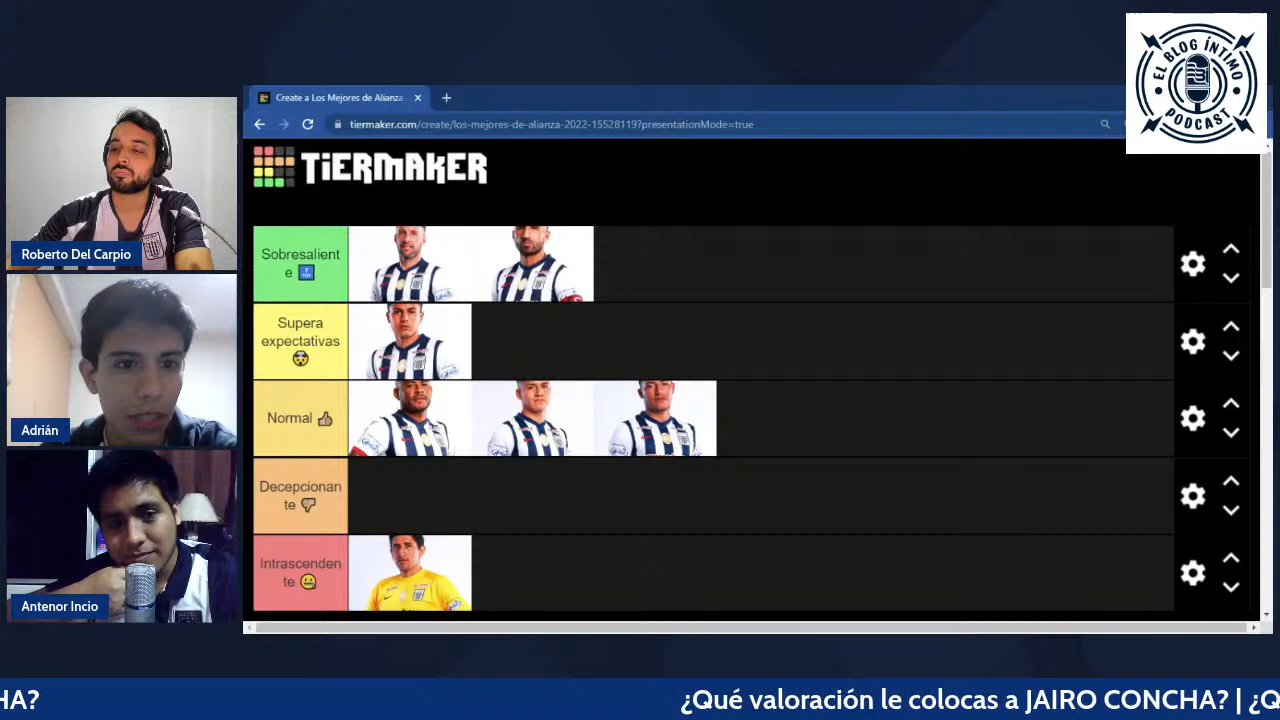 EL BLOG ÍNTIMO
PODCAST
Create a Los Mejores de Alianza
tiermaker.com/create/los-mejores-de-alianza-2022-15528119?presentationMode=true
TiERMAKER
Roberto Del Carpio
Adrián
Antenor Incio
Sobresalient
e
TOP
Supera
expectativas
Normal
Decepcionan
te
Intrascenden
te
HA?
¿Qué valoración le colocas a JAIRO CONCHA? | ¿Q